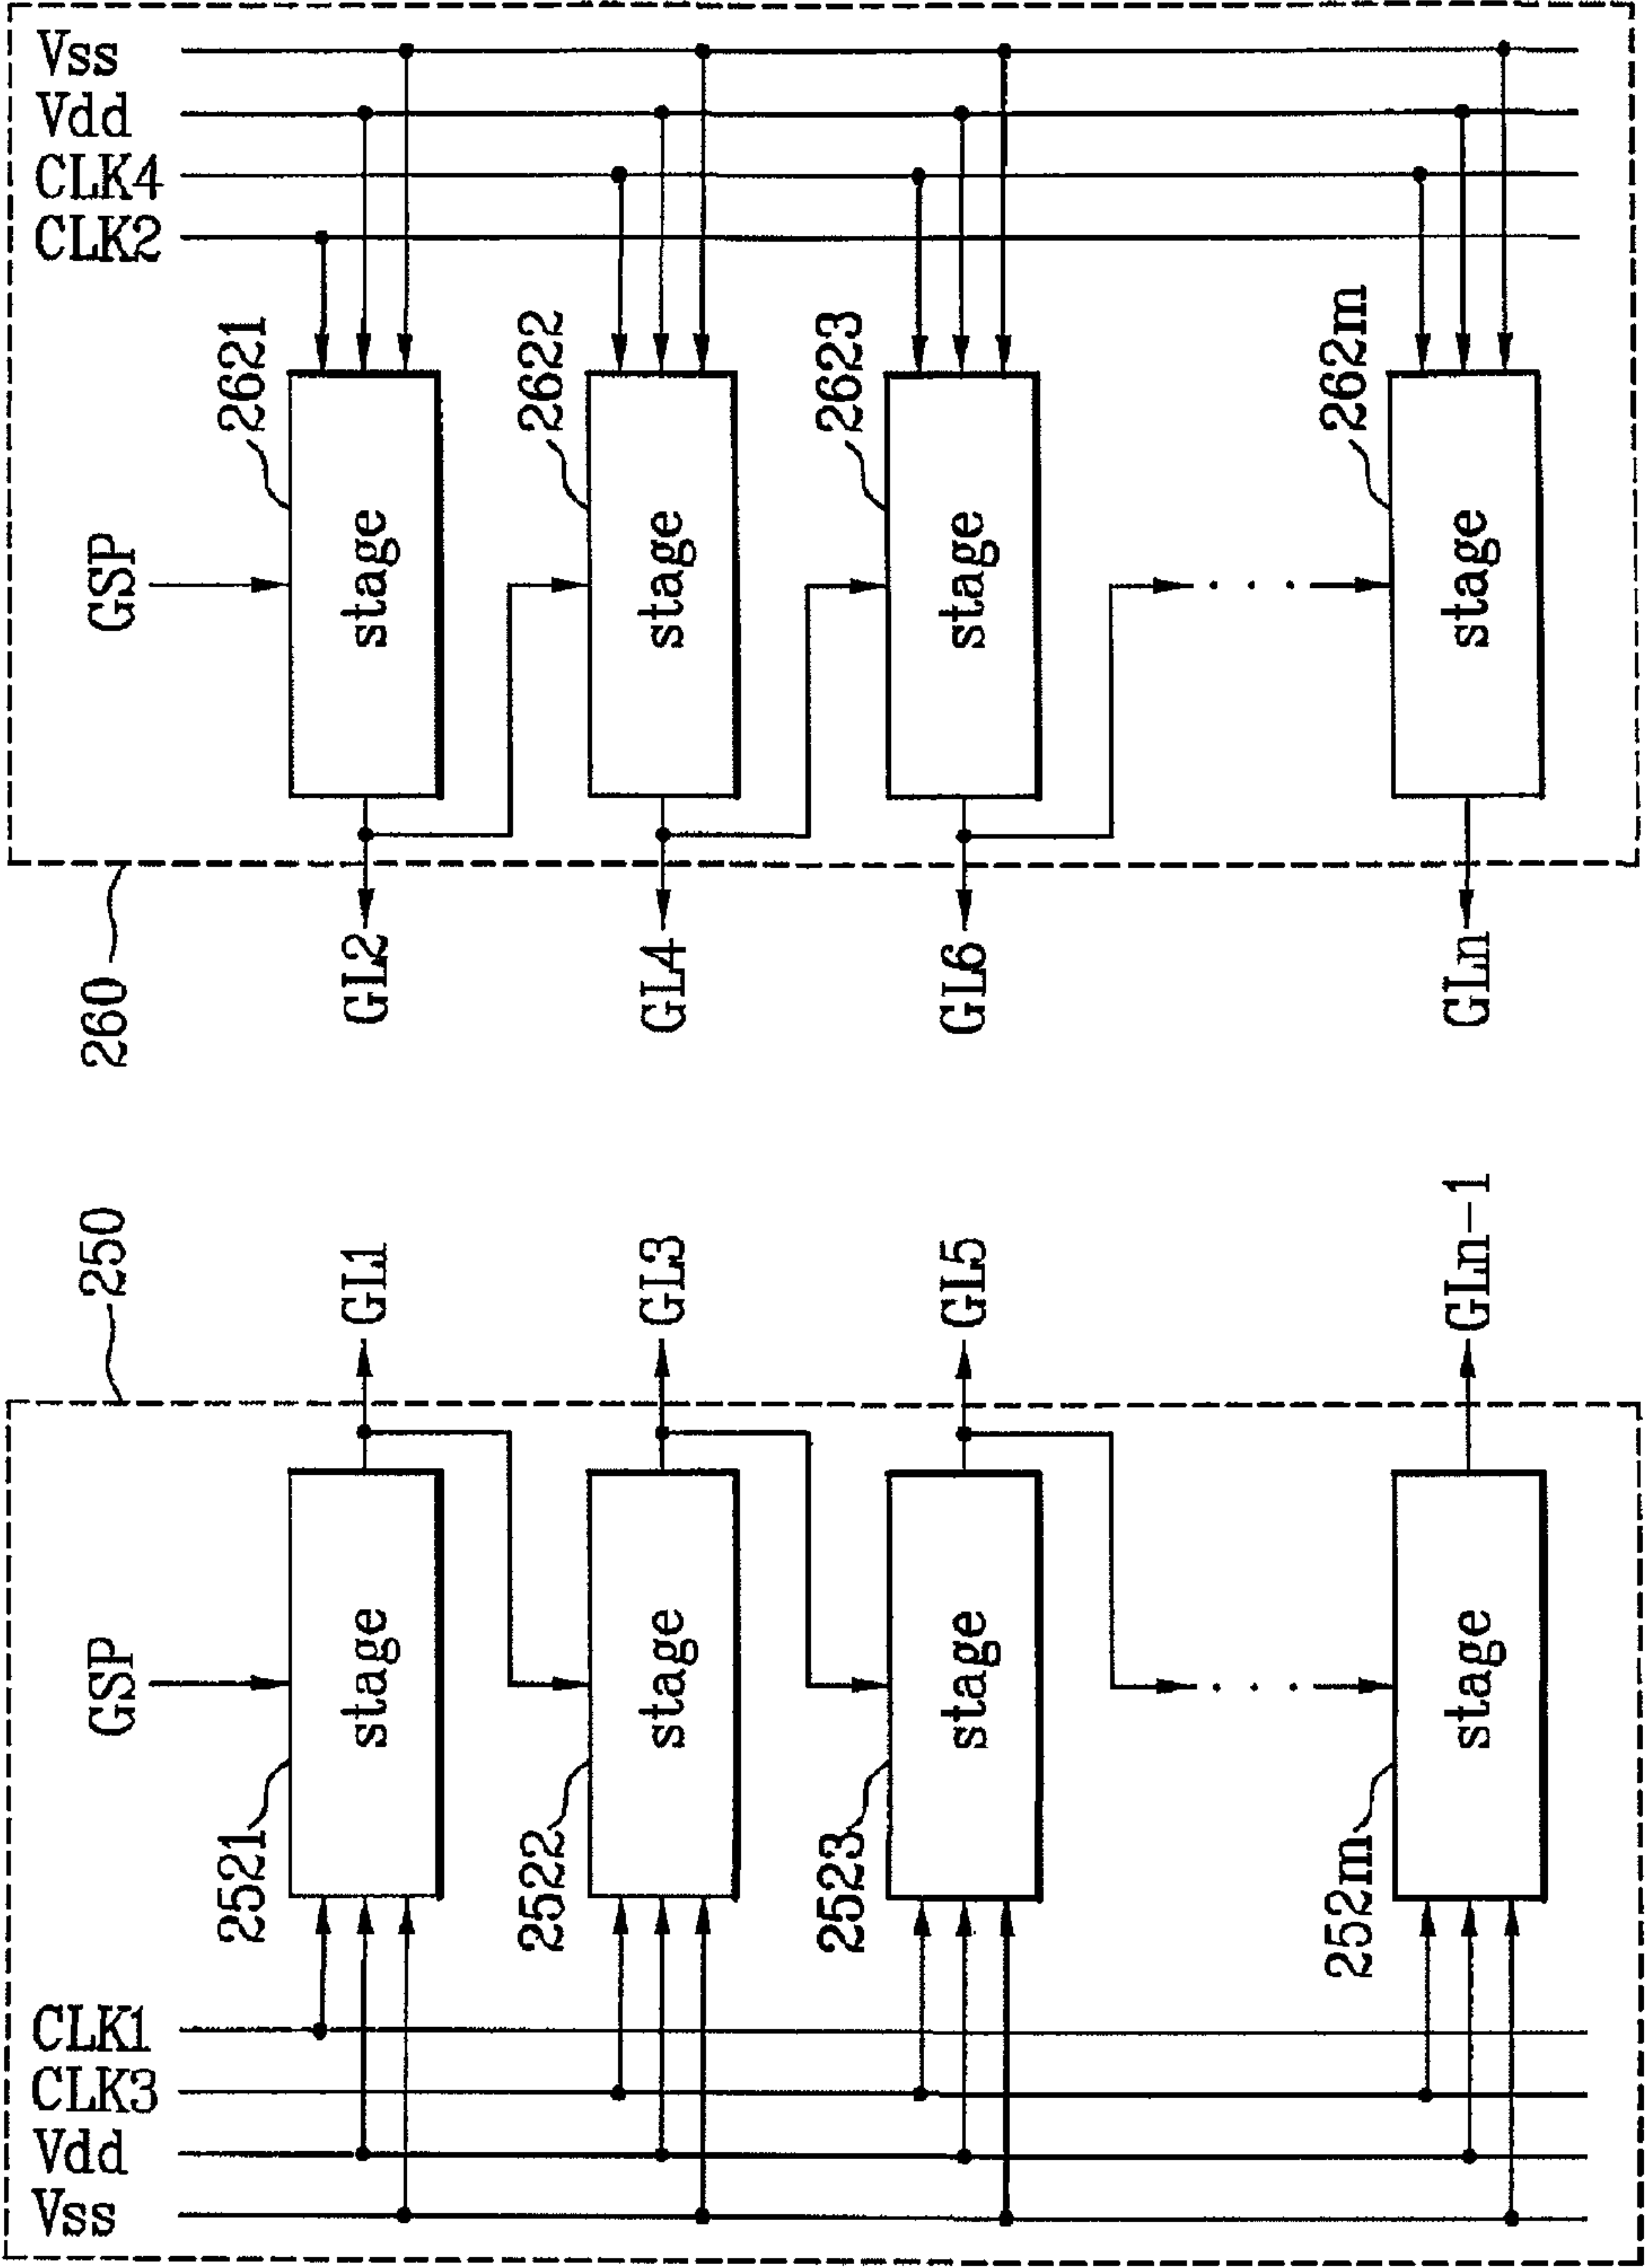 Vss
Vdd
CLK4
CLK2
GSP
2621
2622
2623
262m
stage
stage
stage
stage
260
GL2
GL4
GL6
GLn
250
GL1
GL3
GL5
GLn-1
GSP
stage
stage
stage
stage
2521
2522
2523
252m
CLK1
CLK3
Vdd
Vss